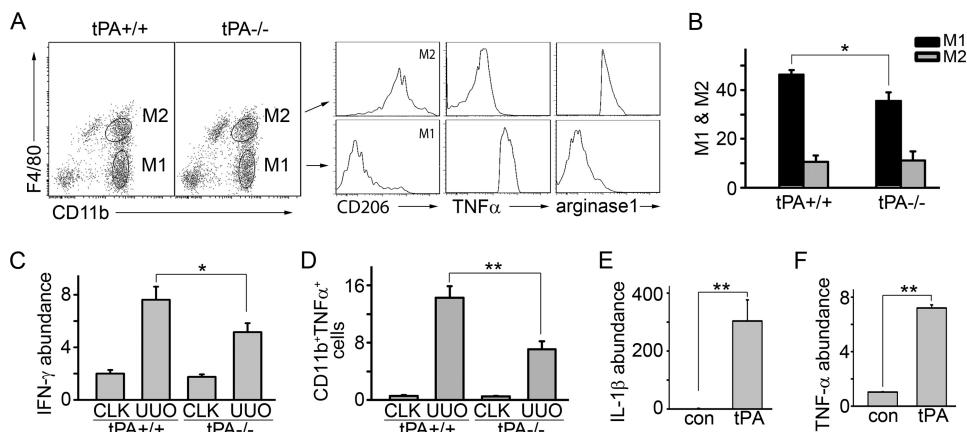 A
tPA+/+ tPA-/-
F4/80
M2 M2
M1 M1
CD11b
M2
M1
CD206 TNFα arginase1
B
M1
M2
*
M1 & M2
40
20
0
tPA+/+ tPA-/-
C
*
IFN-γ abundance
8
4
0
CLK UUO CLK UUO
tPA+/+ tPA-/-
D
**
CD11b⁺TNFα⁺
cells
16
8
0
CLK UUO CLK UUO
tPA+/+ tPA-/-
E
**
IL-1β abundance
400
300
200
100
0
con tPA
F
**
TNF-α abundance
8
4
0
con tPA